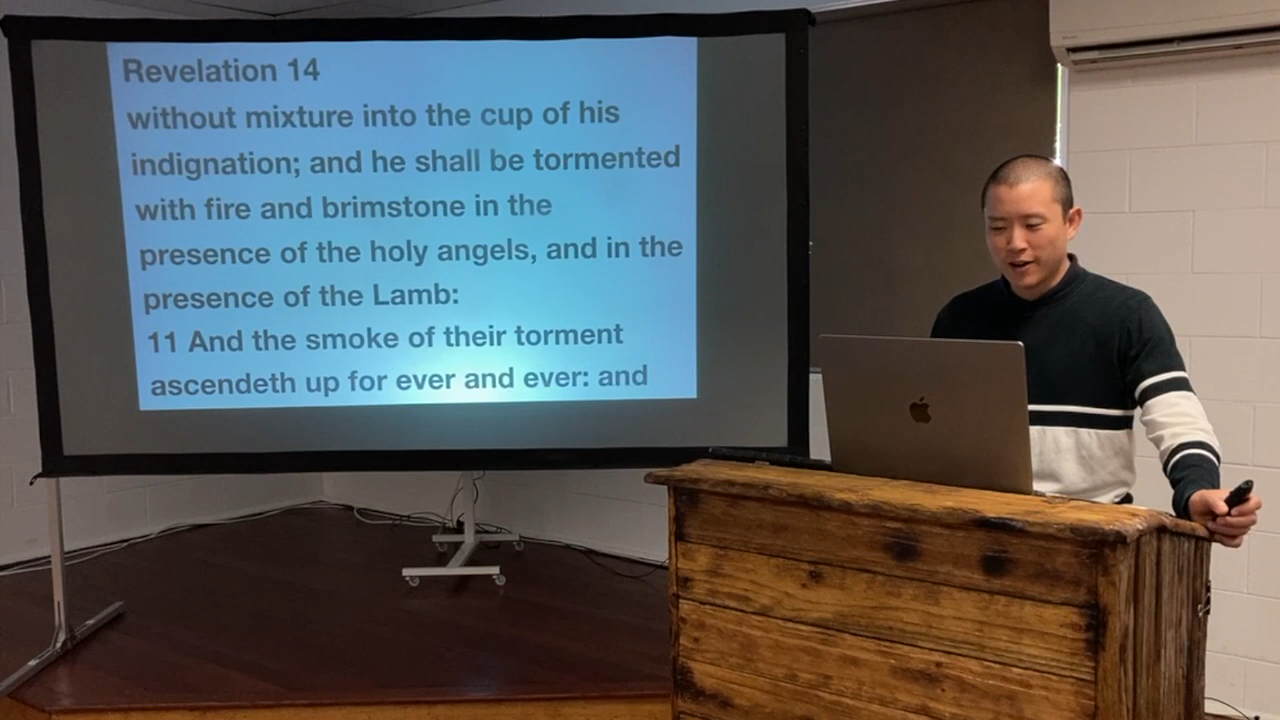 Revelation 14
without mixture into the cup of his
indignation; and he shall be tormented
with fire and brimstone in the
presence of the holy angels, and in the
presence of the Lamb:
11 And the smoke of their torment
ascendeth up for ever and ever: and